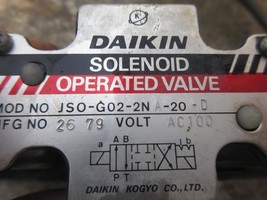 DAIKIN
SOLENOID
OPERATED VALVE
MOD NO JSO-G02-2NA-20-D
MFG NO 26 79 VOLT AC100
A B
a b
P T
DAIKIN KOGYO CO., LTD.